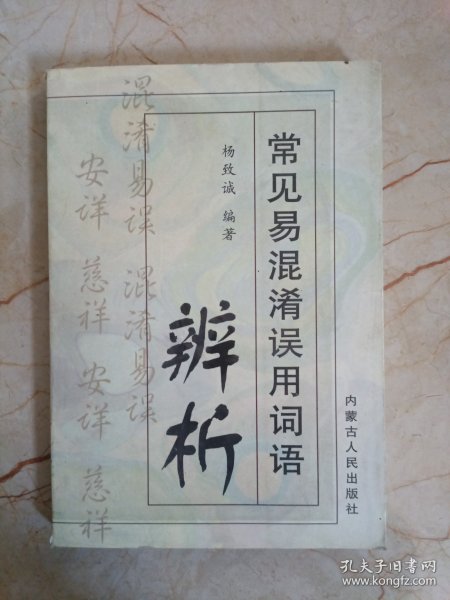 常见易混淆误用词语
辨析
杨致诚 编著
内蒙古人民出版社
混淆易误 混淆易误
安详 慈祥 安详 慈祥
孔夫子旧书网
www.kongfz.com